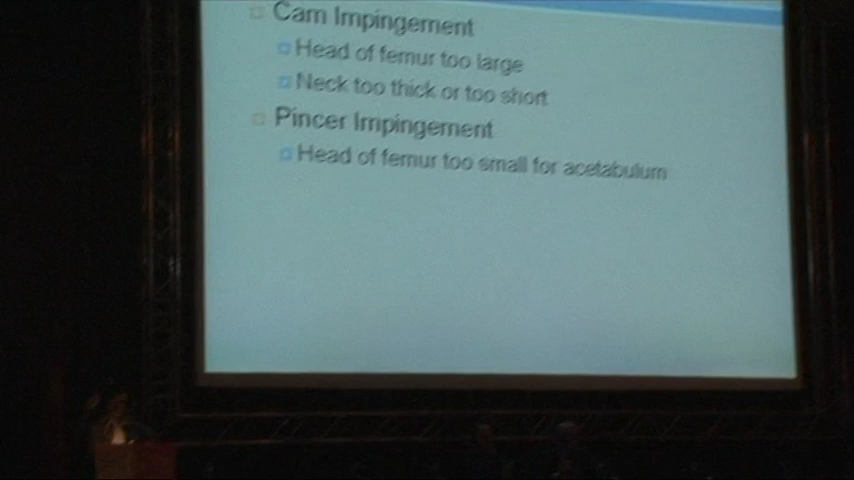 Cam Impingement
Head of femur too large
Neck too thick or too short
Pincer Impingement
Head of femur too small for acetabulum